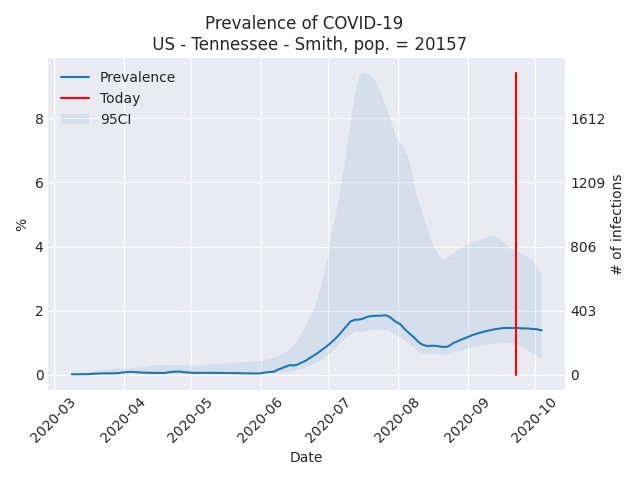 Prevalence of COVID-19
US - Tennessee - Smith, pop. = 20157
Prevalence
Today
95CI
%
8
6
4
2
0
1612
1209
806
403
0
# of infections
2020-03
2020-04
2020-05
2020-06
2020-07
2020-08
2020-09
2020-10
Date